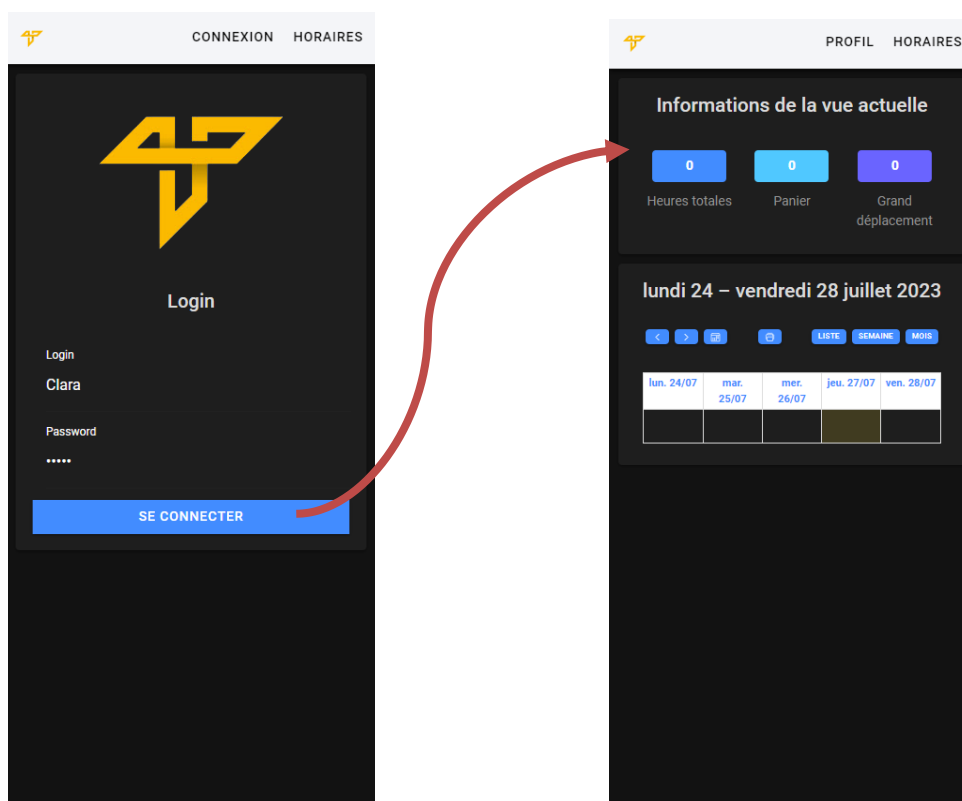 CONNEXION HORAIRES
Login
Login
Clara
Password
•••••
SE CONNECTER
PROFIL HORAIRES
Informations de la vue actuelle
0 0 0
Heures totales Panier Grand
déplacement
lundi 24 – vendredi 28 juillet 2023
LISTE SEMAINE MOIS
lun. 24/07 mar. mer. jeu. 27/07 ven. 28/07
25/07 26/07